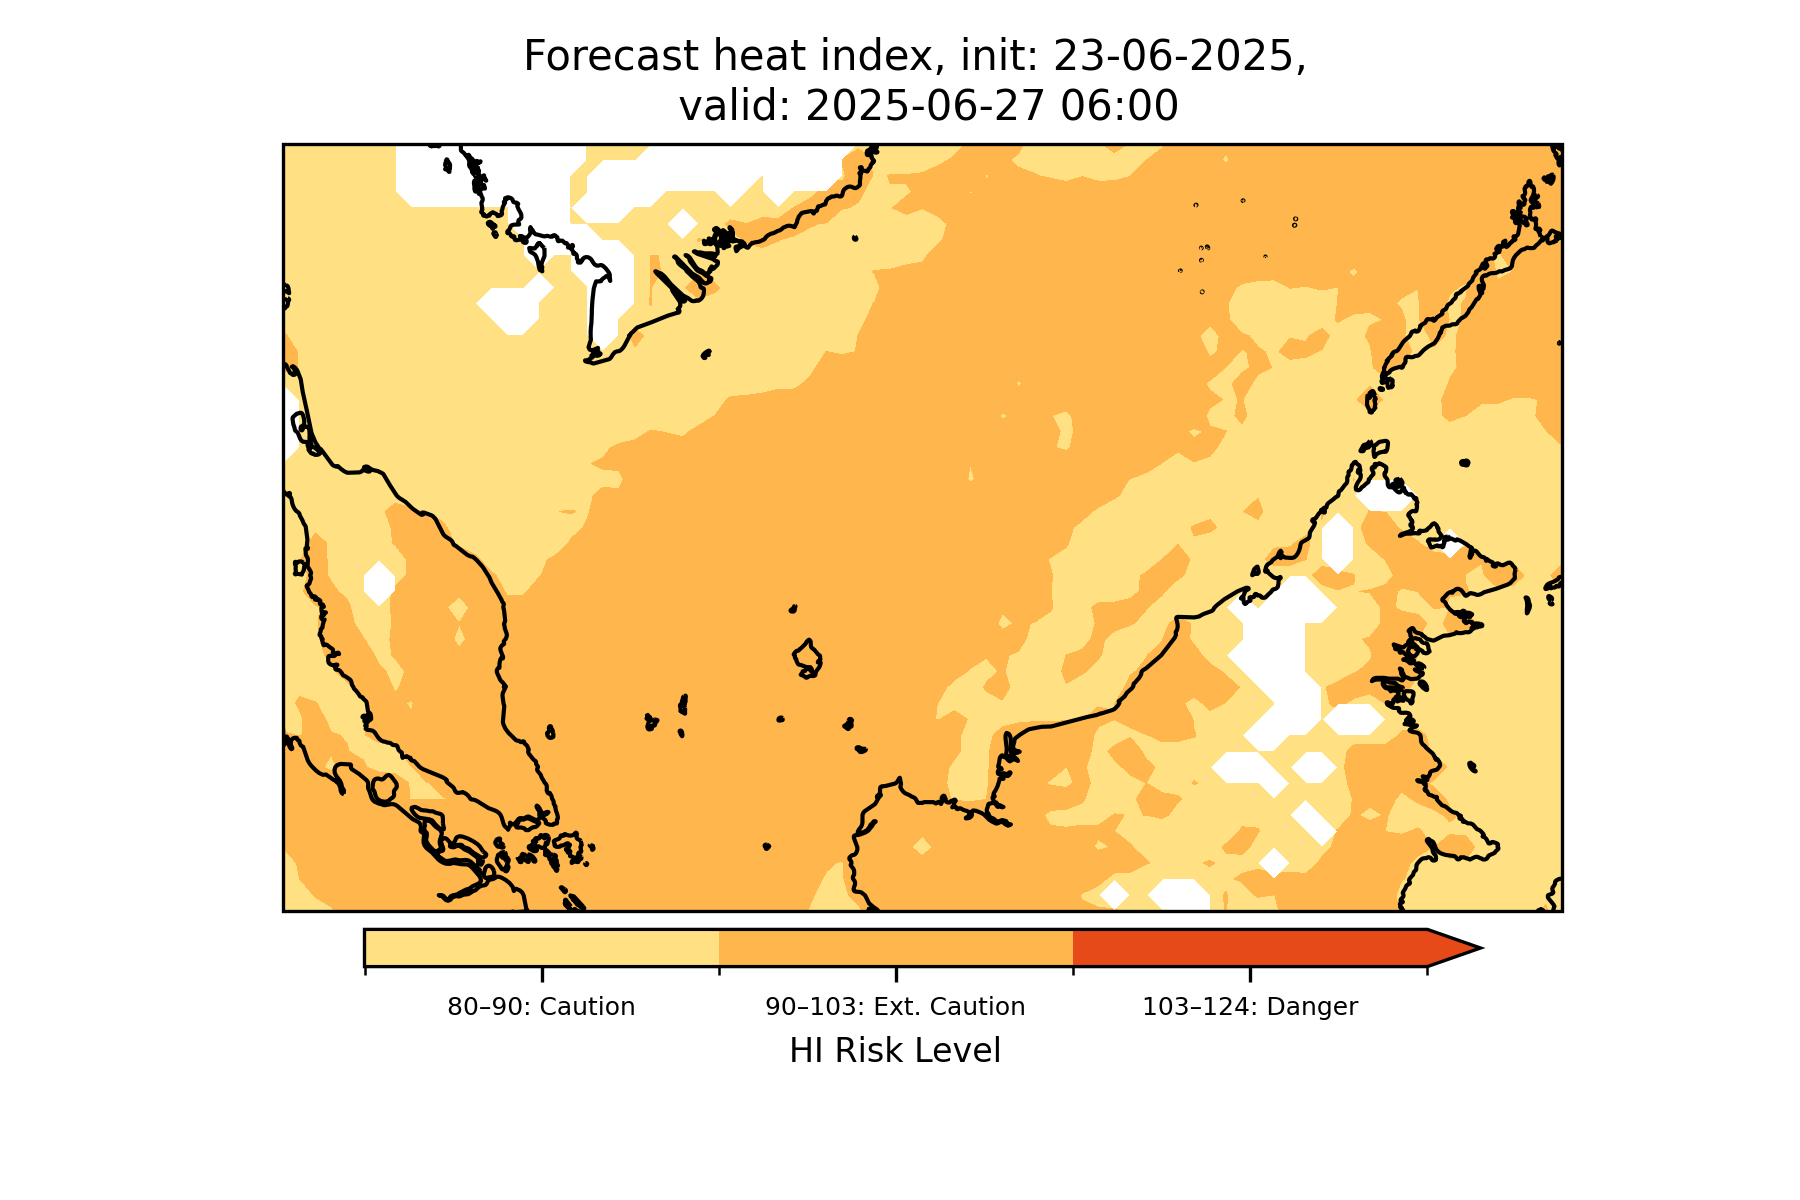 Forecast heat index, init: 23-06-2025,
valid: 2025-06-27 06:00
80–90: Caution
90–103: Ext. Caution
103–124: Danger
HI Risk Level